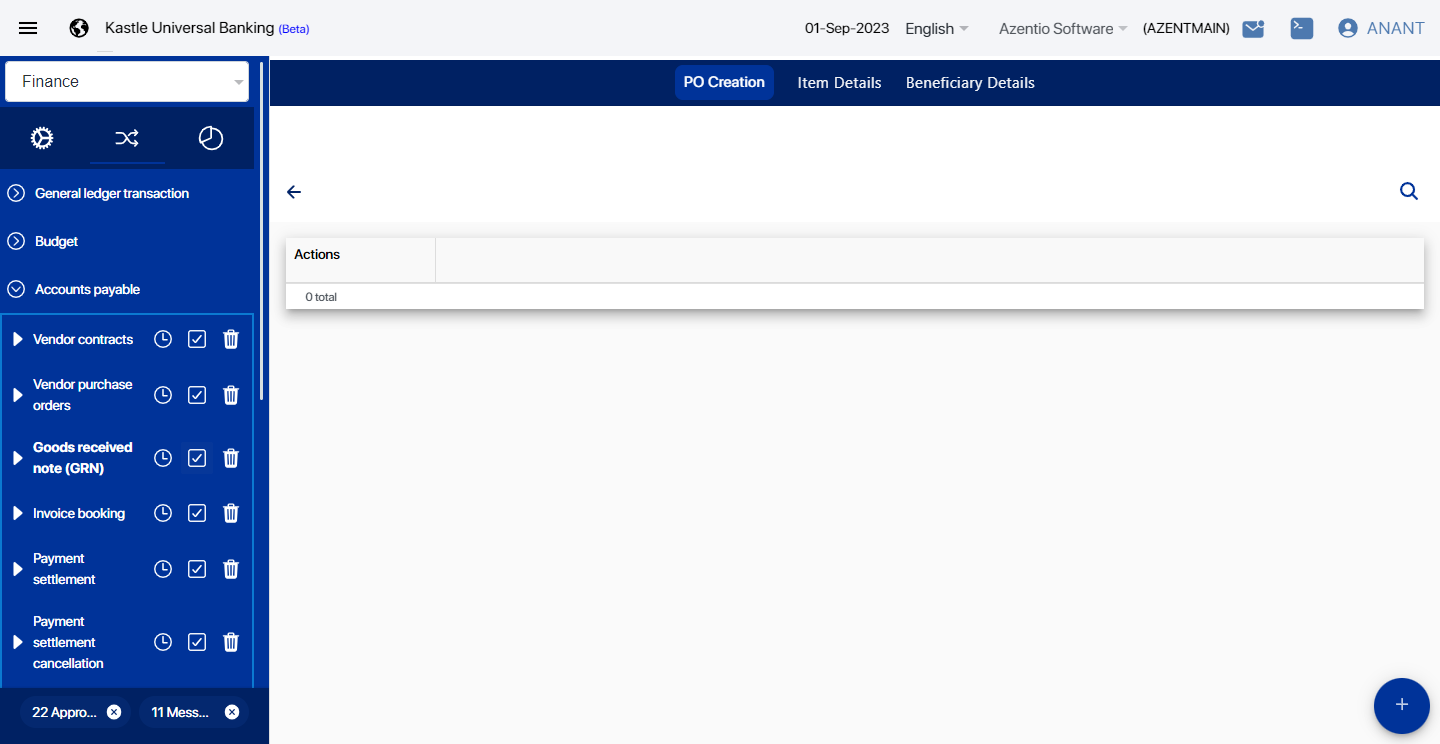 Kastle Universal Banking (Beta)
01-Sep-2023
English
Azentio Software
(AZENTMAIN)
ANANT
Finance
General ledger transaction
Budget
Accounts payable
Vendor contracts
Vendor purchase
orders
Goods received
note (GRN)
Invoice booking
Payment
settlement
Payment
settlement
cancellation
22 Appro...
11 Mess...
PO Creation
Item Details
Beneficiary Details
Actions
0 total